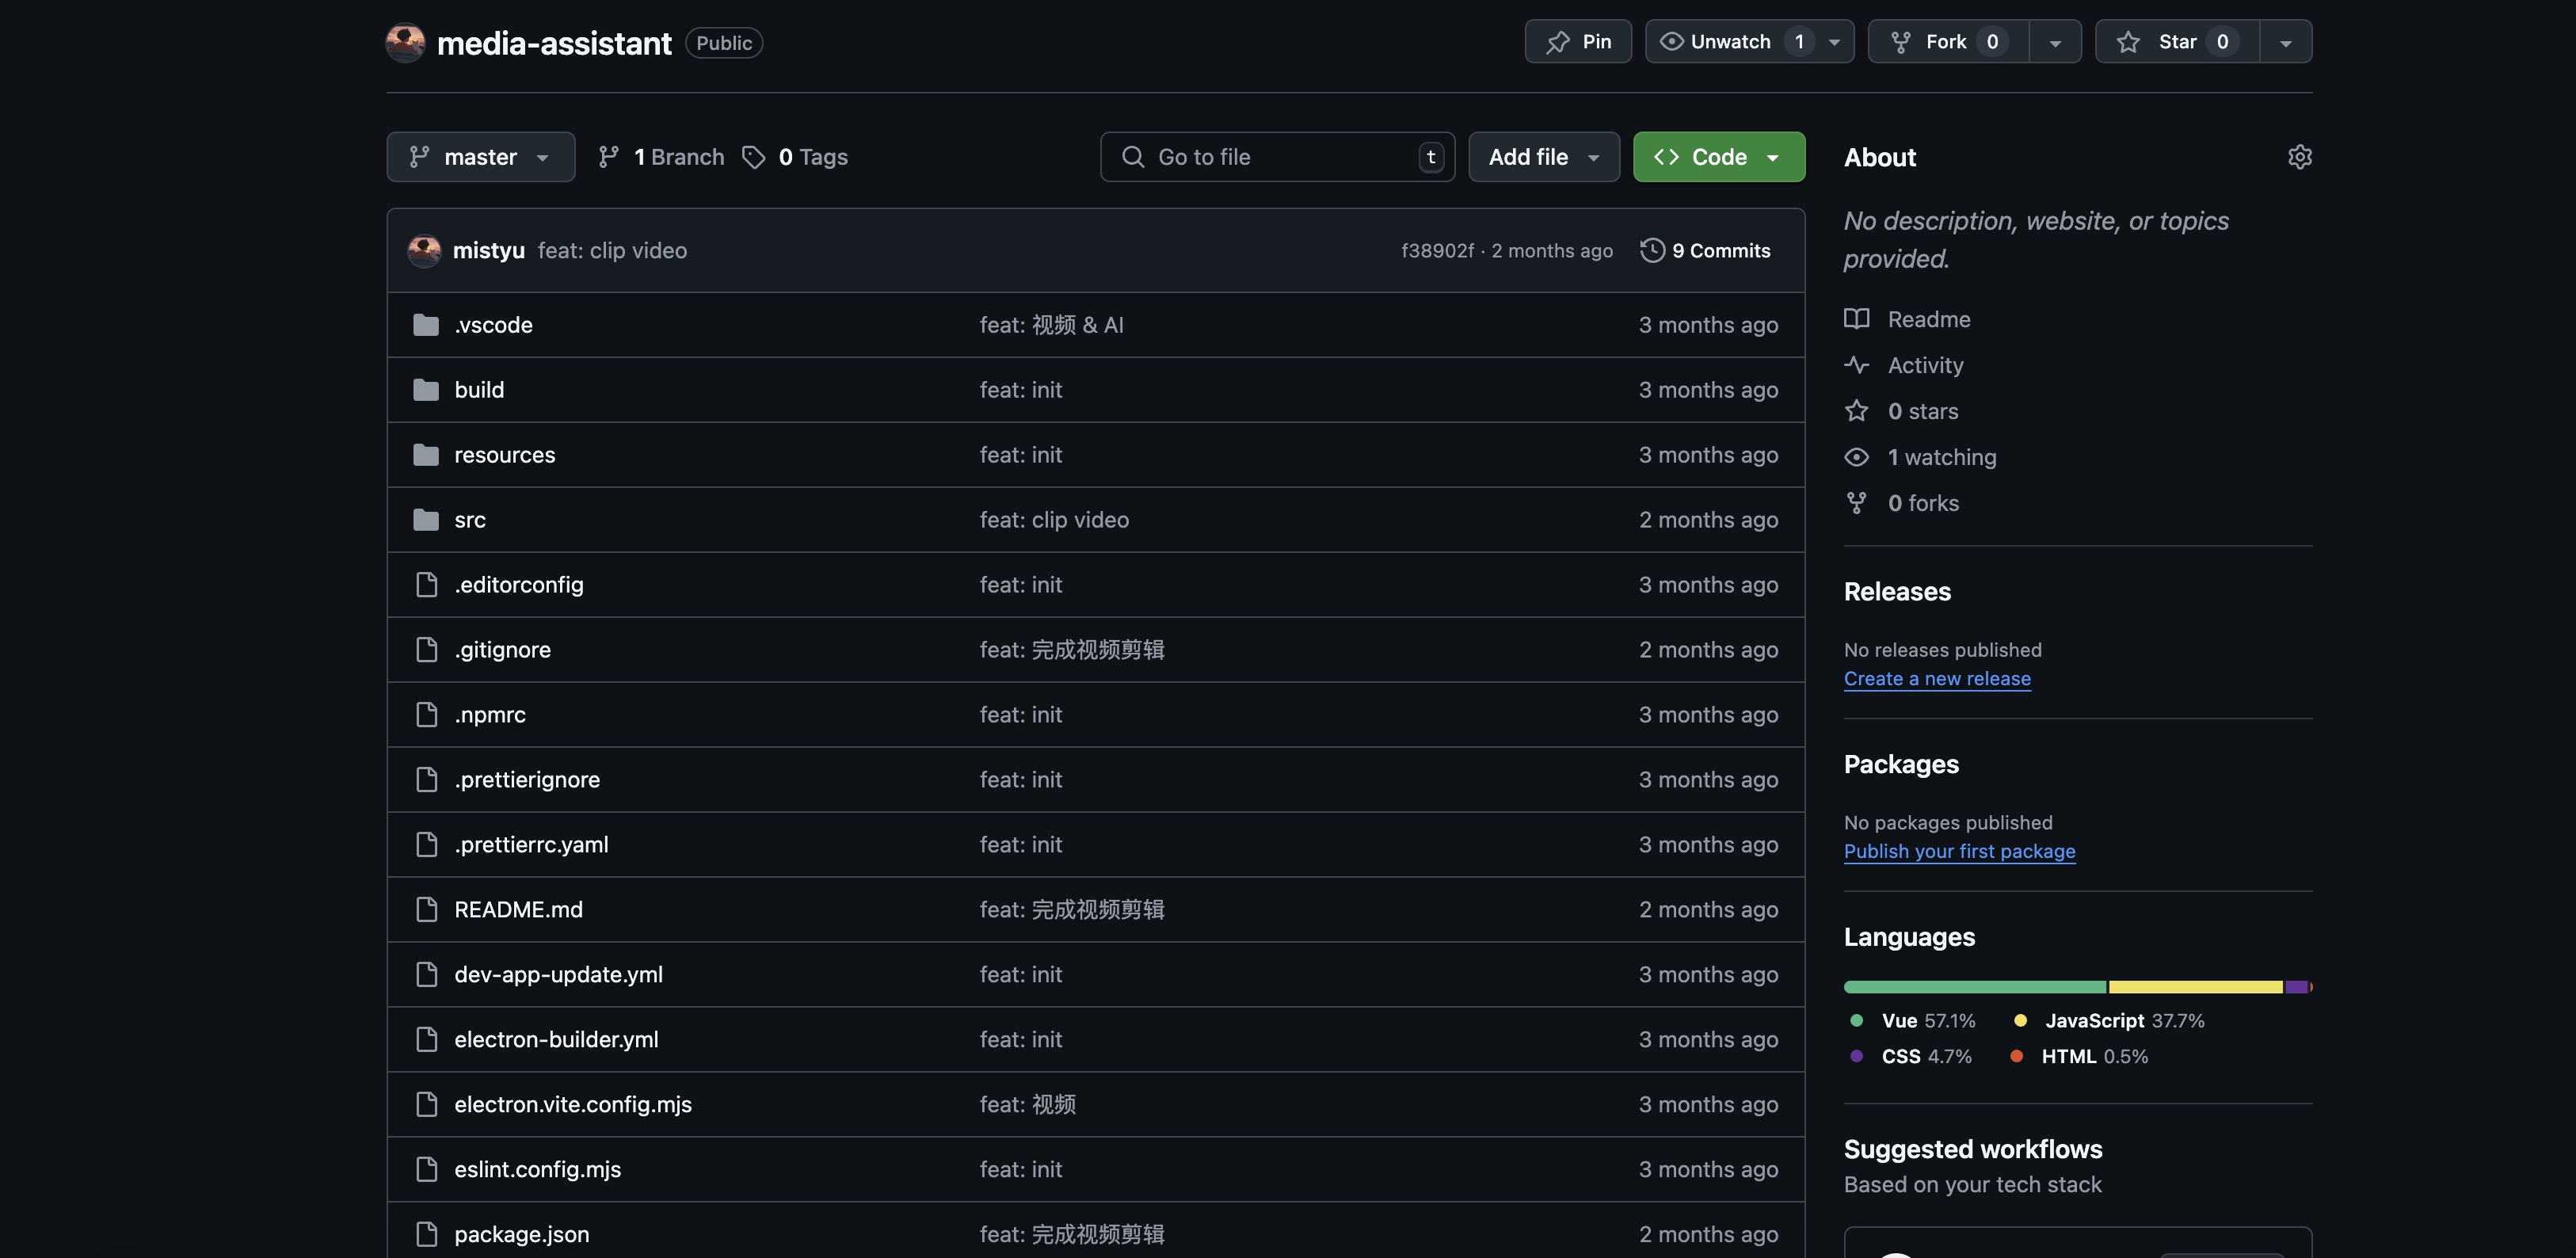 media-assistant Public
Pin Unwatch 1 Fork 0 Star 0
master 1 Branch 0 Tags Go to file t Add file Code
mistyu feat: clip video f38902f · 2 months ago 9 Commits
.vscode feat: 视频 & AI 3 months ago
build feat: init 3 months ago
resources feat: init 3 months ago
src feat: clip video 2 months ago
.editorconfig feat: init 3 months ago
.gitignore feat: 完成视频剪辑 2 months ago
.npmrc feat: init 3 months ago
.prettierignore feat: init 3 months ago
.prettierrc.yaml feat: init 3 months ago
README.md feat: 完成视频剪辑 2 months ago
dev-app-update.yml feat: init 3 months ago
electron-builder.yml feat: init 3 months ago
electron.vite.config.mjs feat: 视频 3 months ago
eslint.config.mjs feat: init 3 months ago
package.json feat: 完成视频剪辑 2 months ago
About
No description, website, or topics
provided.
Readme
Activity
0 stars
1 watching
0 forks
Releases
No releases published
Create a new release
Packages
No packages published
Publish your first package
Languages
Vue 57.1% JavaScript 37.7%
CSS 4.7% HTML 0.5%
Suggested workflows
Based on your tech stack